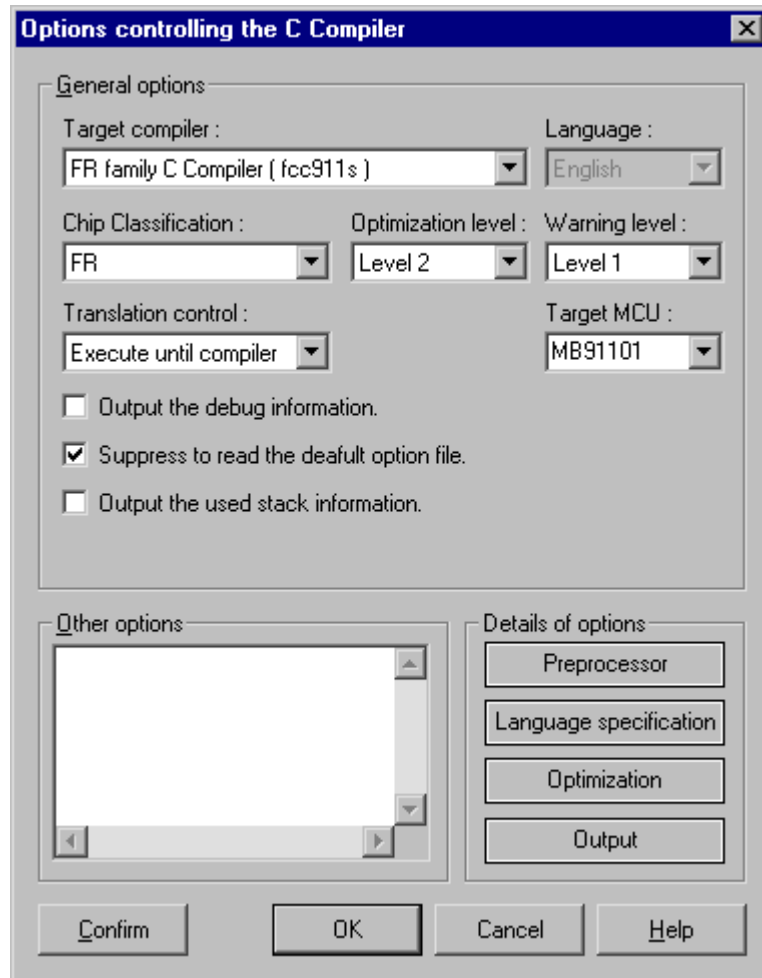 Options controlling the C Compiler
General options
Target compiler : Language :
FR family C Compiler ( fcc911s ) English
Chip Classification : Optimization level : Warning level :
FR Level 2 Level 1
Translation control : Target MCU :
Execute until compiler MB91101
Output the debug information.
Suppress to read the deafult option file.
Output the used stack information.
Other options Details of options
Preprocessor
Language specification
Optimization
Output
Confirm OK Cancel Help